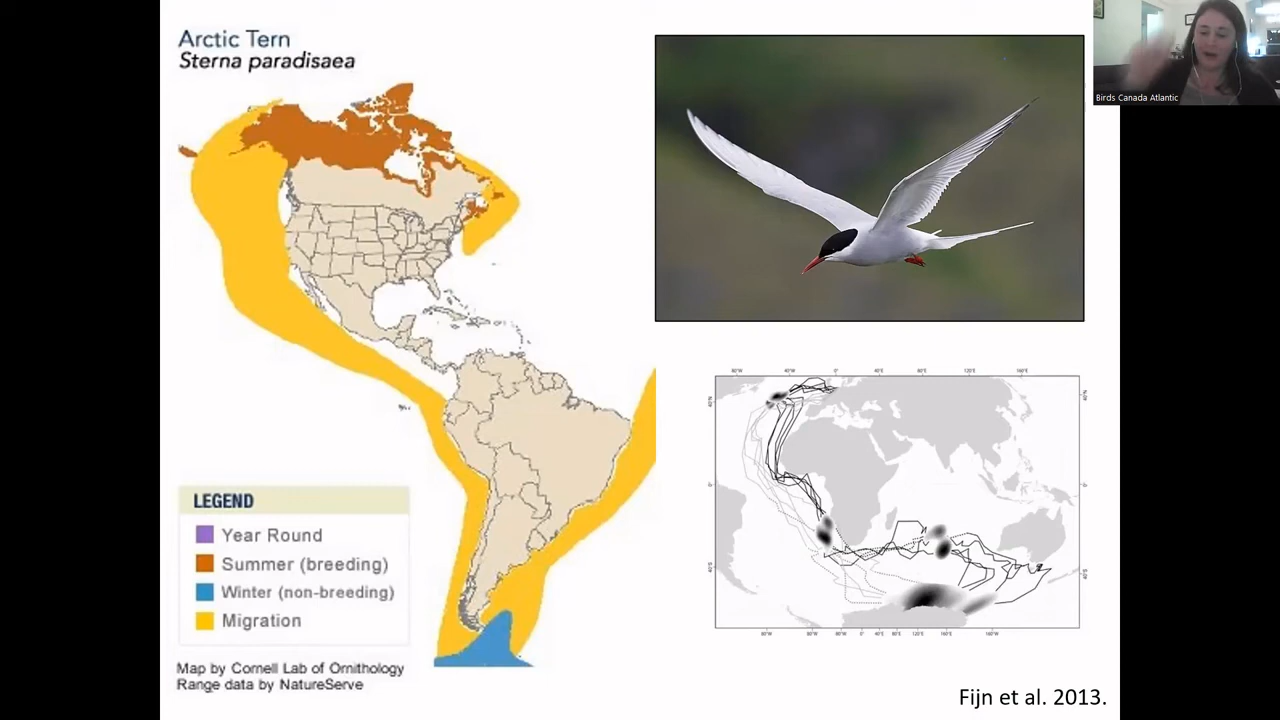 Arctic Tern
Sterna paradisaea
LEGEND
Year Round
Summer (breeding)
Winter (non-breeding)
Migration
Map by Cornell Lab of Ornithology
Range data by NatureServe
Birds Canada Atlantic
Fijn et al. 2013.